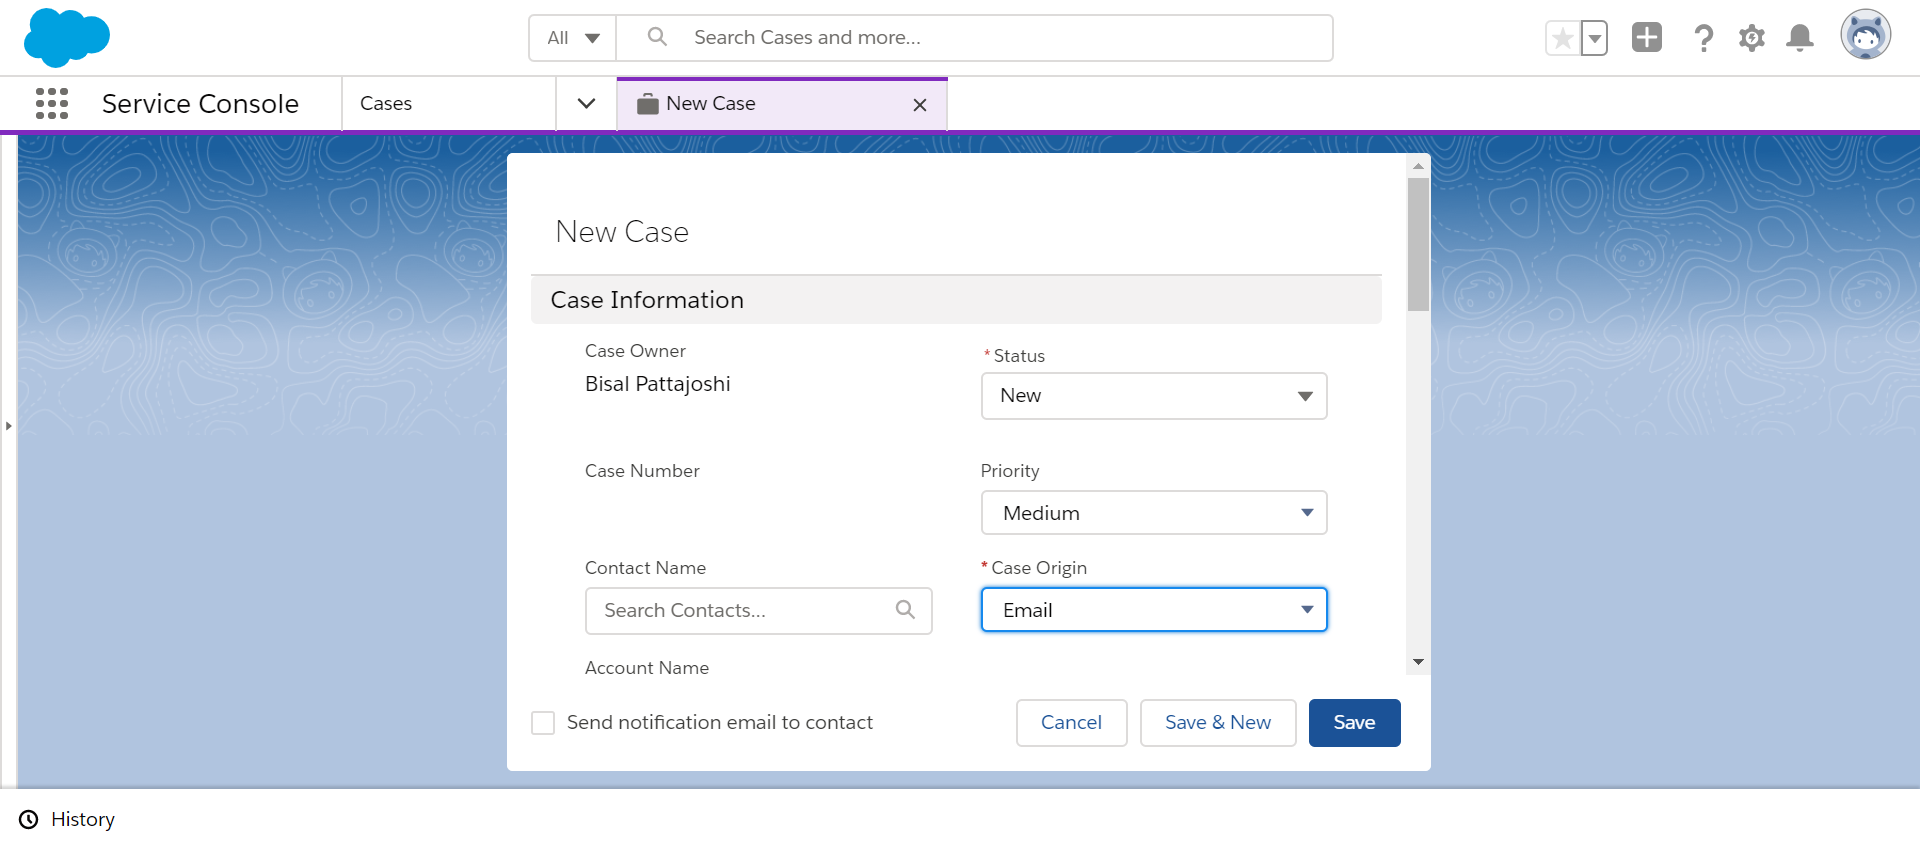 All
Search Cases and more...
Service Console
Cases
New Case
New Case
Case Information
Case Owner
Bisal Pattajoshi
* Status
New
Case Number
Priority
Medium
Contact Name
Search Contacts...
* Case Origin
Email
Account Name
Send notification email to contact
Cancel
Save & New
Save
History